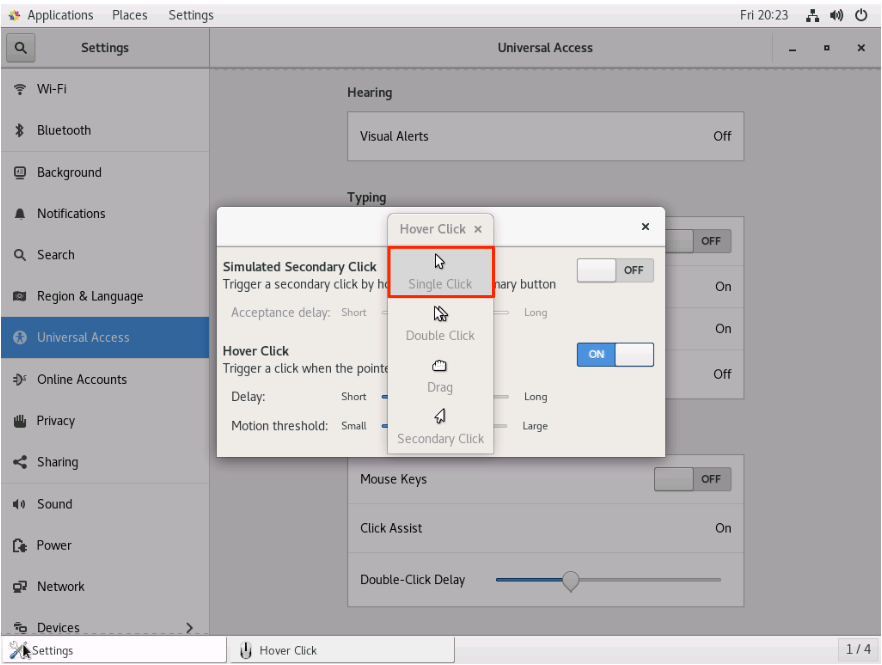 Applications Places Settings Fri 20:23
Settings Universal Access
Wi-Fi
Bluetooth
Background
Notifications
Search
Region & Language
Universal Access
Online Accounts
Privacy
Sharing
Sound
Power
Network
Devices
Hearing
Visual Alerts Off
Typing
OFF
On
On
Off
Hover Click
Simulated Secondary Click OFF
Trigger a secondary click by ho nary button
Acceptance delay: Short Long
Hover Click ON
Trigger a click when the pointe
Delay: Short Long
Motion threshold: Small Large
Single Click
Double Click
Drag
Secondary Click
Mouse Keys OFF
Click Assist On
Double-Click Delay
Settings Hover Click 1 / 4